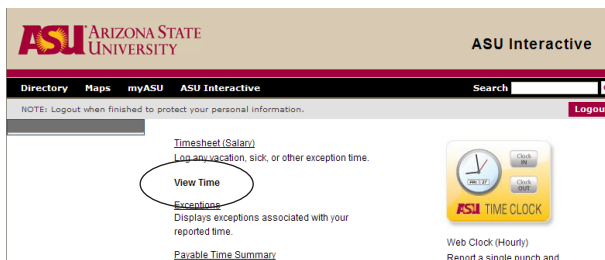 ASU ARIZONA STATE
UNIVERSITY
ASU Interactive
Directory Maps myASU ASU Interactive Search
NOTE: Logout when finished to protect your personal information.
Logou
Timesheet (Salary)
Log any vacation, sick, or other exception time.
View Time
Exceptions
Displays exceptions associated with your
reported time.
Payable Time Summary
Clock
IN
FRI 1 27
Clock
OUT
ASU TIME CLOCK
Web Clock (Hourly)
Report a single punch and